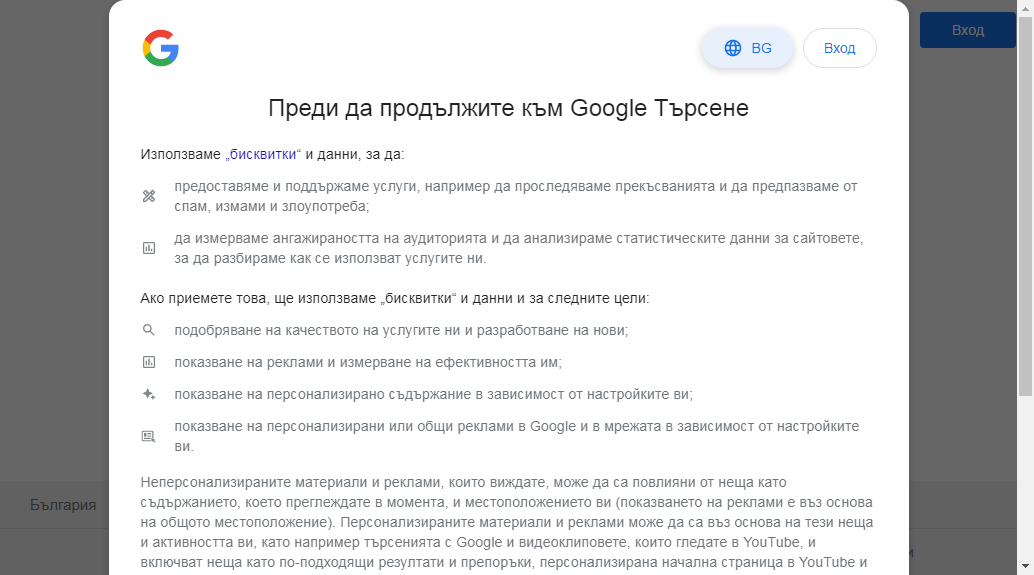 Вход
BG
Вход
Преди да продължите към Google Търсене
Използваме „бисквитки“ и данни, за да:
предоставяме и поддържаме услуги, например да проследяваме прекъсванията и да предпазваме от
спам, измами и злоупотреба;
да измерваме ангажираността на аудиторията и да анализираме статистическите данни за сайтовете,
за да разбираме как се използват услугите ни.
Ако приемете това, ще използваме „бисквитки“ и данни и за следните цели:
подобряване на качеството на услугите ни и разработване на нови;
показване на реклами и измерване на ефективността им;
показване на персонализирано съдържание в зависимост от настройките ви;
показване на персонализирани или общи реклами в Google и в мрежата в зависимост от настройките
ви.
Неперсонализираните материали и реклами, които виждате, може да са повлияни от неща като
съдържанието, което преглеждате в момента, и местоположението ви (показването на реклами е въз основа
България
на общото местоположение). Персонализираните материали и реклами може да са въз основа на тези неща
и активността ви, като например търсенията с Google и видеоклиповете, които гледате в YouTube, и
включват неща като по-подходящи резултати и препоръки, персонализирана начална страница в YouTube и